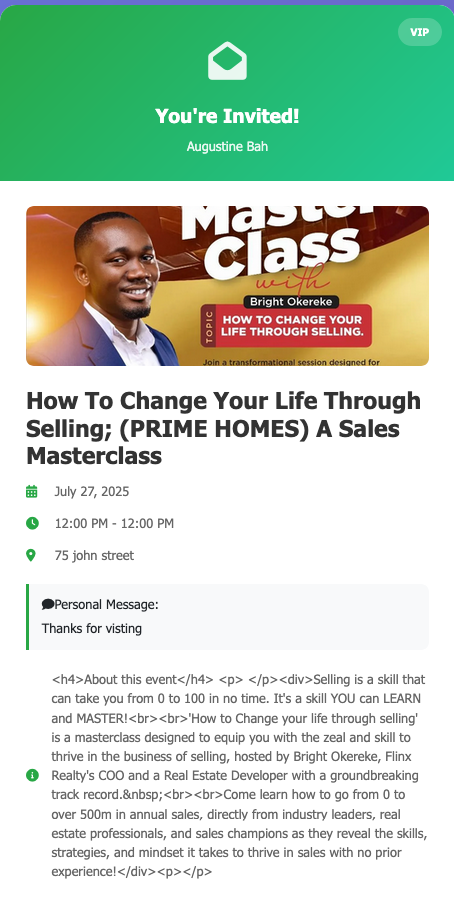 VIP
You're Invited!
Augustine Bah
Master
Class
with
Bright Okereke
TOPIC
HOW TO CHANGE YOUR
LIFE THROUGH SELLING.
Join a transformational session designed for
How To Change Your Life Through
Selling; (PRIME HOMES) A Sales
Masterclass
July 27, 2025
12:00 PM - 12:00 PM
75 john street
Personal Message:
Thanks for visting
<h4>About this event</h4> <p> </p><div>Selling is a skill that
can take you from 0 to 100 in no time. It's a skill YOU can LEARN
and MASTER!<br><br>'How to Change your life through selling'
is a masterclass designed to equip you with the zeal and skill to
thrive in the business of selling, hosted by Bright Okereke, Flinx
Realty's COO and a Real Estate Developer with a groundbreaking
track record.&nbsp;<br><br>Come learn how to go from 0 to
over 500m in annual sales, directly from industry leaders, real
estate professionals, and sales champions as they reveal the skills,
strategies, and mindset it takes to thrive in sales with no prior
experience!</div><p></p>